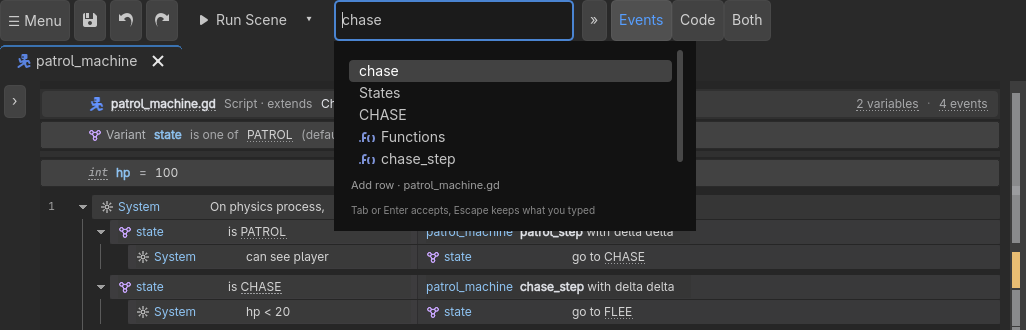 Menu
Run Scene
chase
»
Events Code Both
patrol_machine
chase
States
CHASE
.f() Functions
.f() chase_step
Add row · patrol_machine.gd
Tab or Enter accepts, Escape keeps what you typed
patrol_machine.gd Script · extends 2 variables · 4 events
Variant state is one of PATROL
int hp = 100
1 System On physics process,
state is PATROL patrol_machine patrol_step with delta delta
System can see player state go to CHASE
state is CHASE patrol_machine chase_step with delta delta
System hp < 20 state go to FLEE